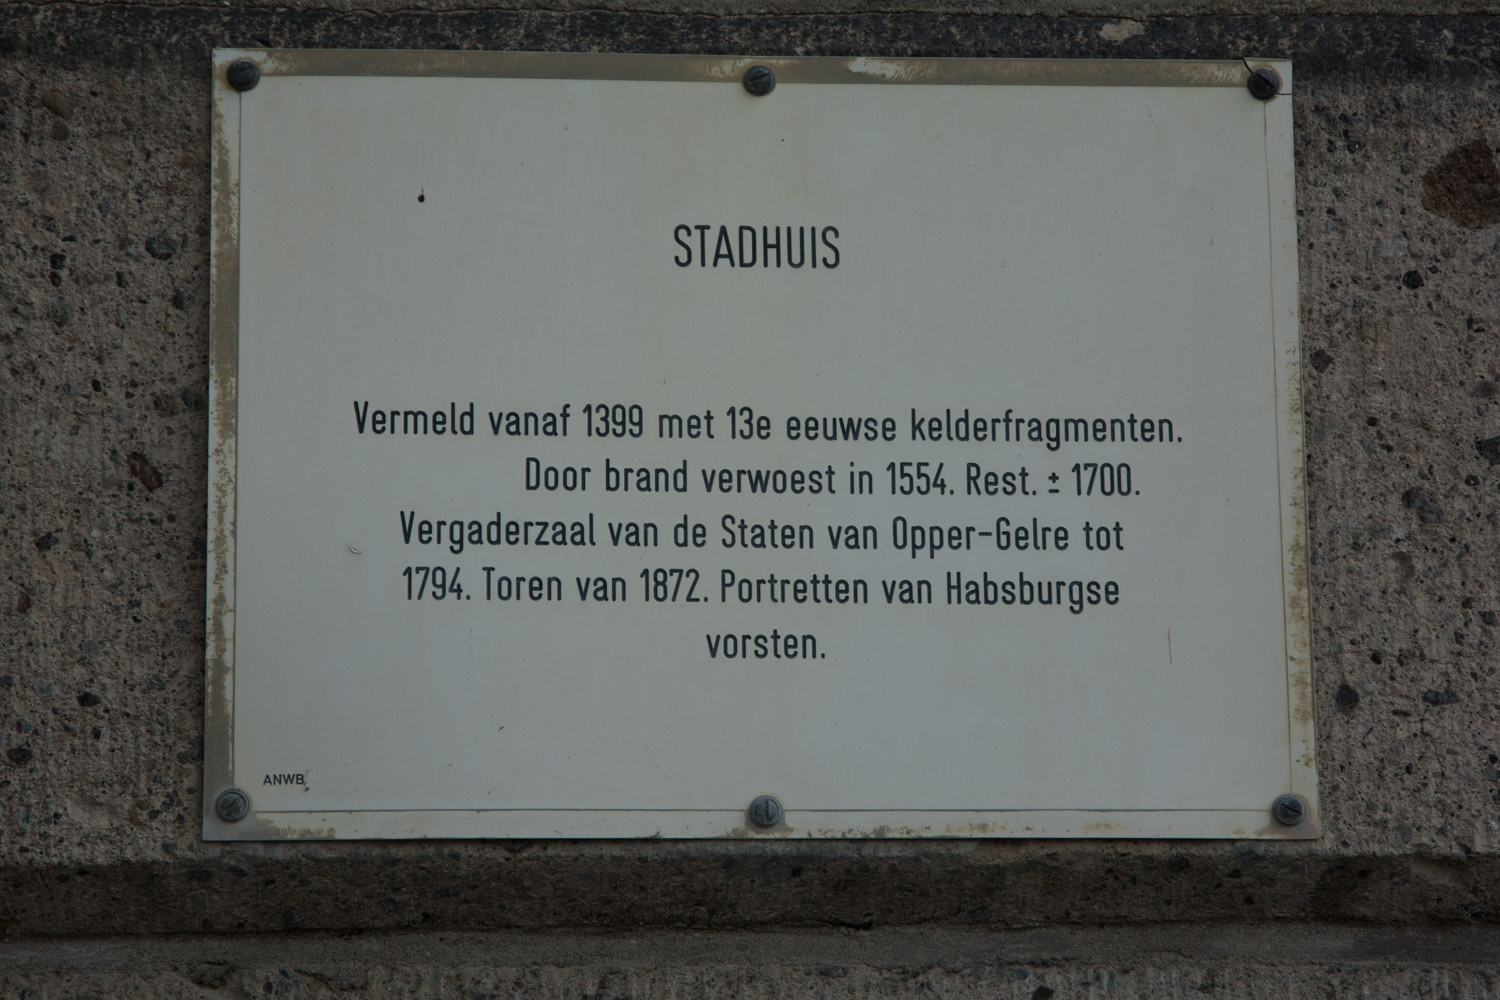 STADHUIS
Vermeld vanaf 1399 met 13e eeuwse kelderfragmenten.
Door brand verwoest in 1554. Rest. ± 1700.
Vergaderzaal van de Staten van Opper-Gelre tot
1794. Toren van 1872. Portretten van Habsburgse
vorsten.
ANWB